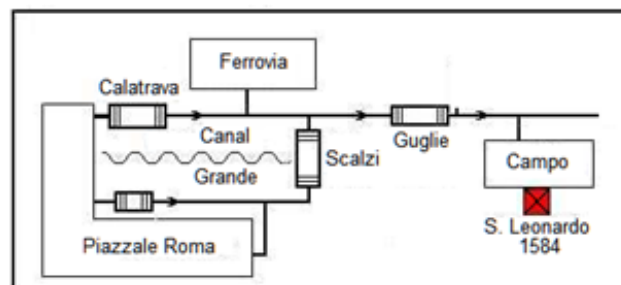 Ferrovia
Calatrava
Canal
Grande
Scalzi
Guglie
Campo
Piazzale Roma
S. Leonardo
1584